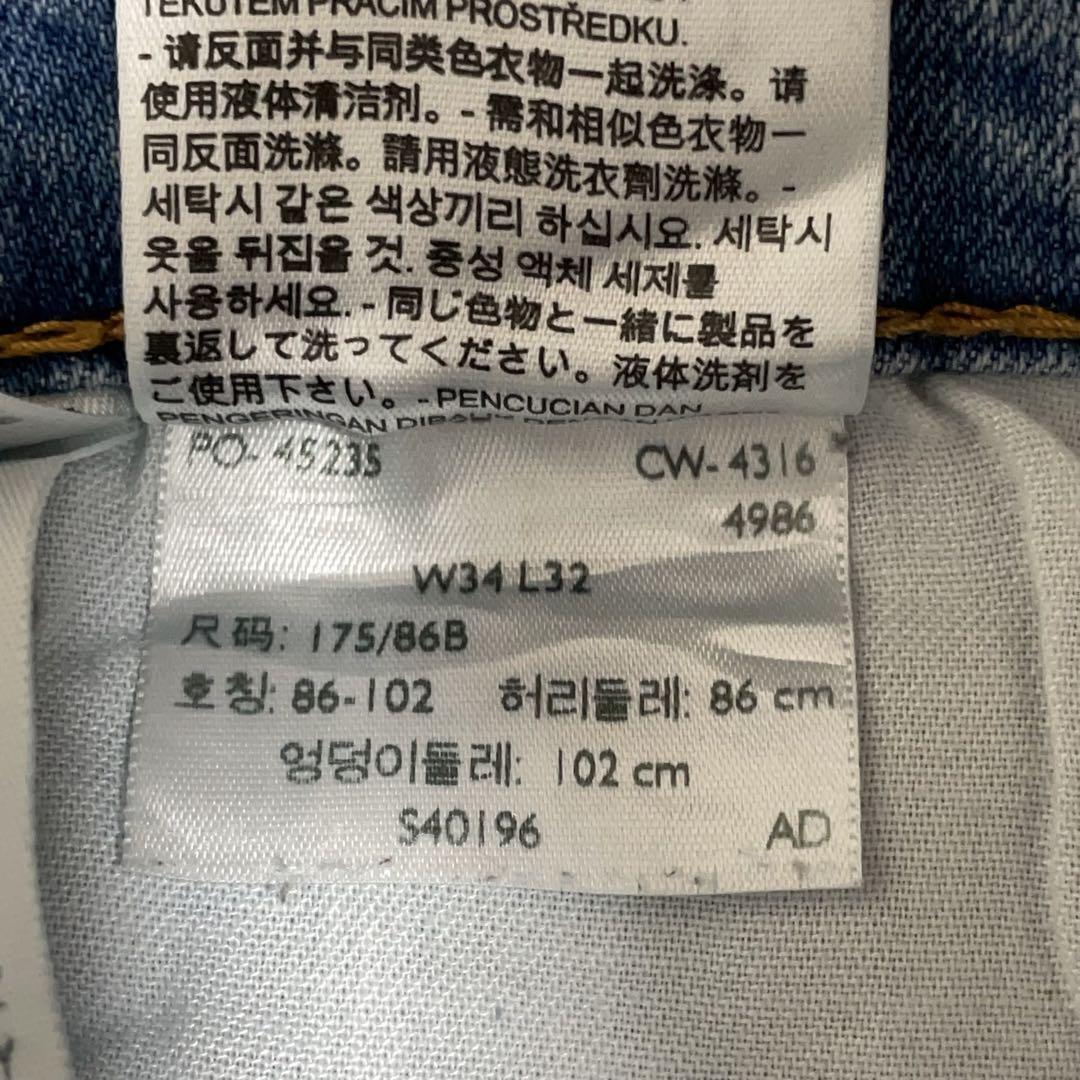 TEKUTÉM PRACÍM PROSTŘEDKU.
- 请反面并与同类色衣物一起洗涤。请
使用液体清洁剂。- 需和相似色衣物一
同反面洗滌。請用液態洗衣劑洗滌。-
세탁시 같은 색상끼리 하십시요. 세탁시
옷을 뒤집을 것. 중성 액체 세제를
사용하세요. - 同じ色物と一緒に製品を
裏返して洗ってください。液体洗剤を
ご使用下さい。- PENCUCIAN DAN
PENGERINGAN
PO- 45235 CW- 4316
4986
W34 L32
尺码: 175/86B
호칭: 86-102 허리둘레: 86 cm
엉덩이둘레: 102 cm
S40196 AD